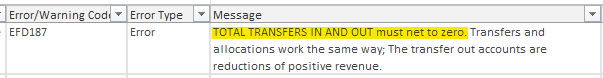 Error/Warning Code Error Type Message
EFD187 Error TOTAL TRANSFERS IN AND OUT must net to zero. Transfers and
allocations work the same way; The transfer out accounts are
reductions of positive revenue.